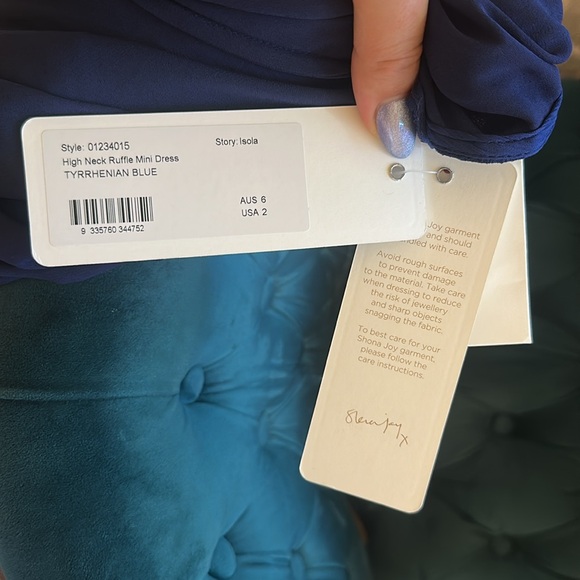 Style: 01234015
Story: Isola
High Neck Ruffle Mini Dress
TYRRHENIAN BLUE
AUS 6
USA 2
9 335760 344752
Joy garment
and should
with care.
Avoid rough surfaces
to prevent damage
to the material. Take care
when dressing to reduce
the risk of jewellery
and sharp objects
snagging the fabric.
To best care for your
Shona Joy garment,
please follow the
care instructions.
Shona Joy x